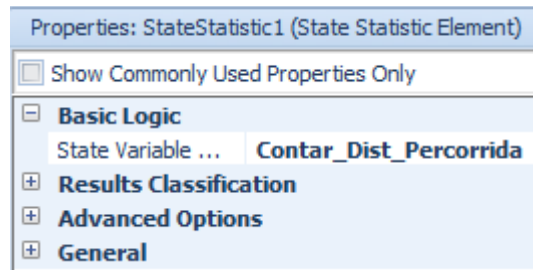 Properties: StateStatistic1 (State Statistic Element)
Show Commonly Used Properties Only
Basic Logic
State Variable ... Contar_Dist_Percorrida
Results Classification
Advanced Options
General